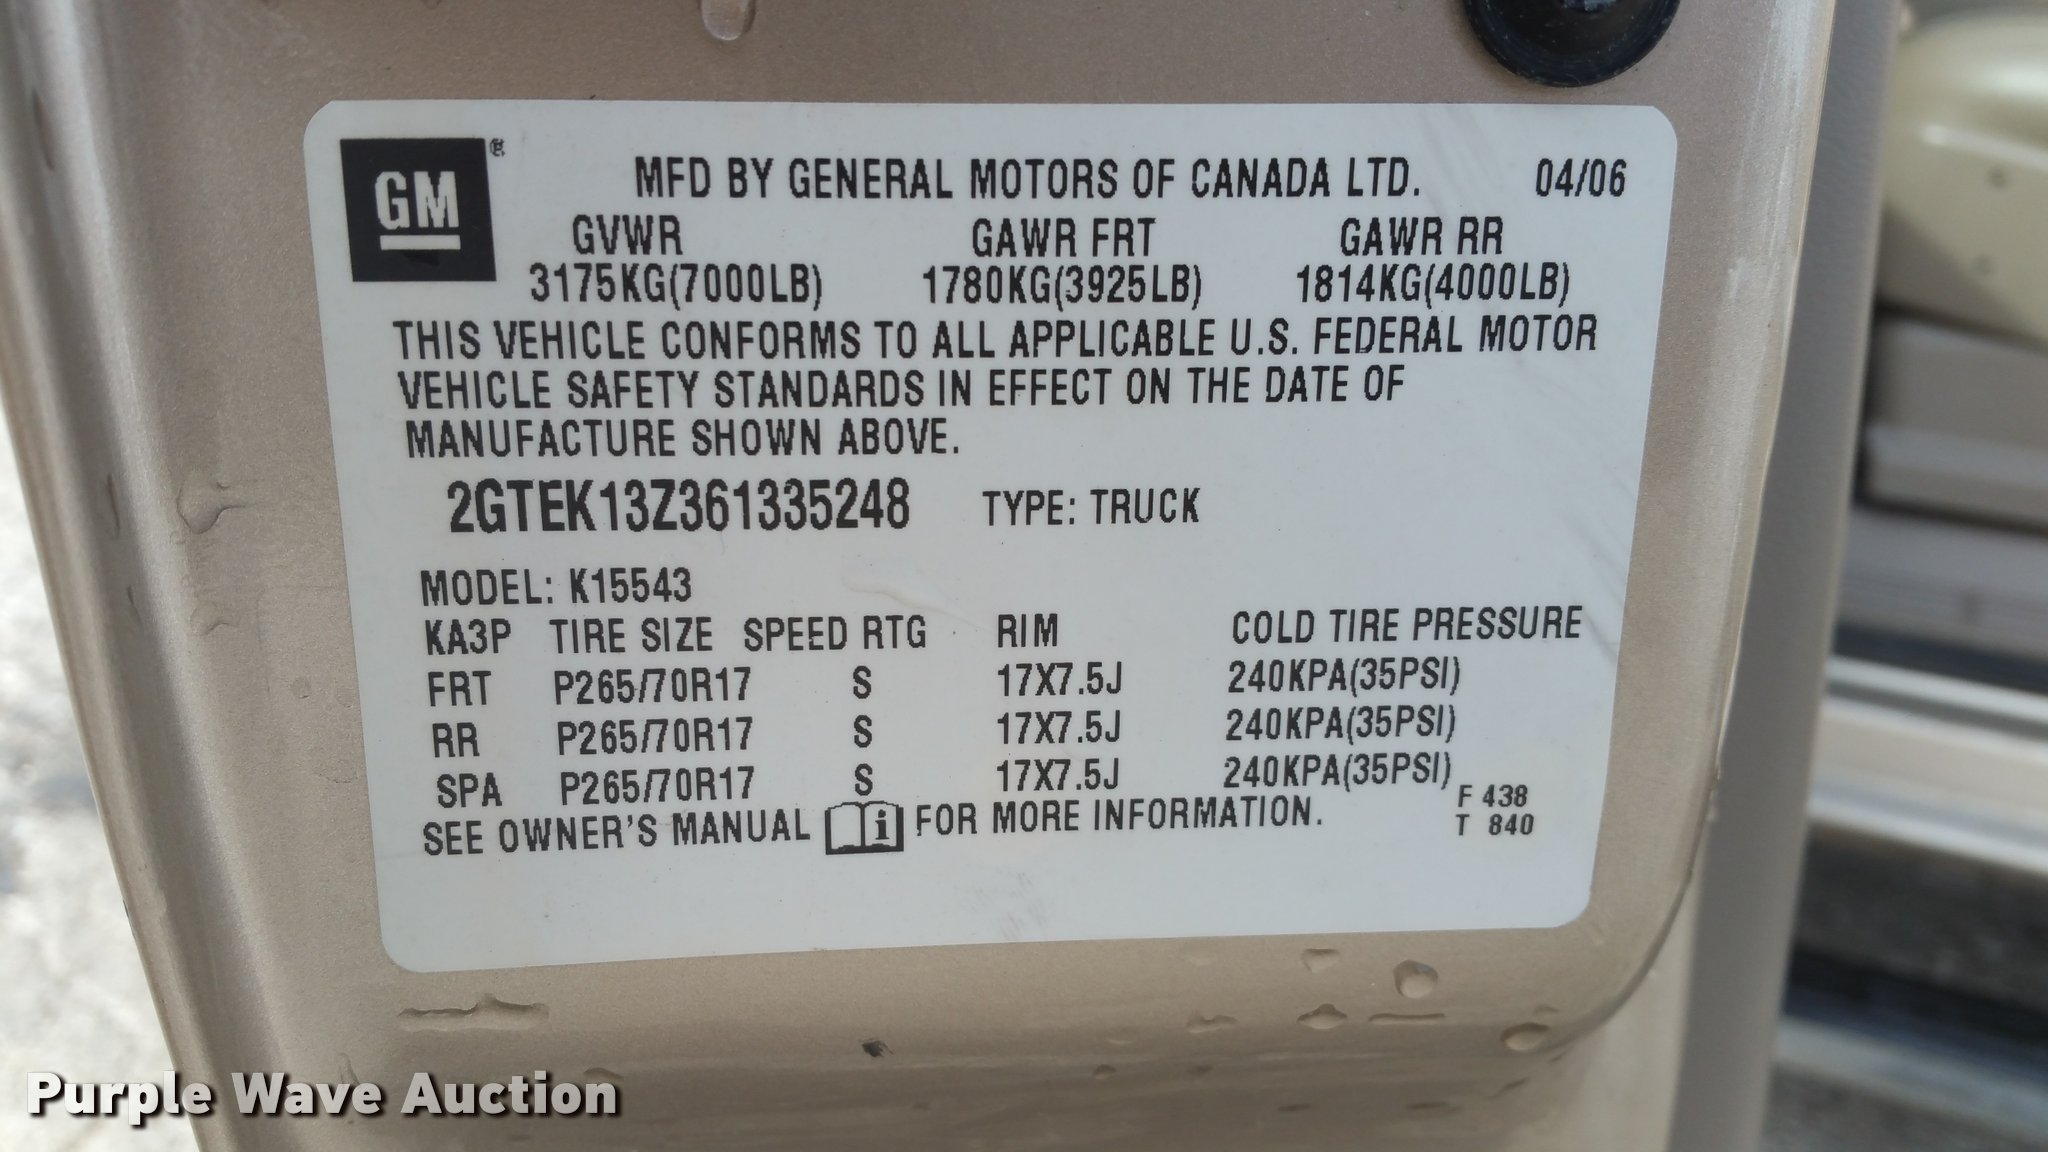 GM ®
MFD BY GENERAL MOTORS OF CANADA LTD. 04/06
GVWR GAWR FRT GAWR RR
3175KG(7000LB) 1780KG(3925LB) 1814KG(4000LB)
THIS VEHICLE CONFORMS TO ALL APPLICABLE U.S. FEDERAL MOTOR
VEHICLE SAFETY STANDARDS IN EFFECT ON THE DATE OF
MANUFACTURE SHOWN ABOVE.
2GTEK13Z361335248 TYPE: TRUCK
MODEL: K15543
KA3P TIRE SIZE SPEED RTG RIM COLD TIRE PRESSURE
FRT P265/70R17 S 17X7.5J 240KPA(35PSI)
RR P265/70R17 S 17X7.5J 240KPA(35PSI)
SPA P265/70R17 S 17X7.5J 240KPA(35PSI)
SEE OWNER'S MANUAL i FOR MORE INFORMATION.
F 438
T 840
Purple Wave Auction